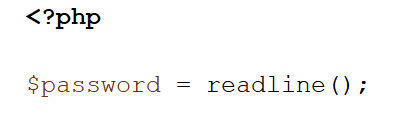 <?php
$password = readline();